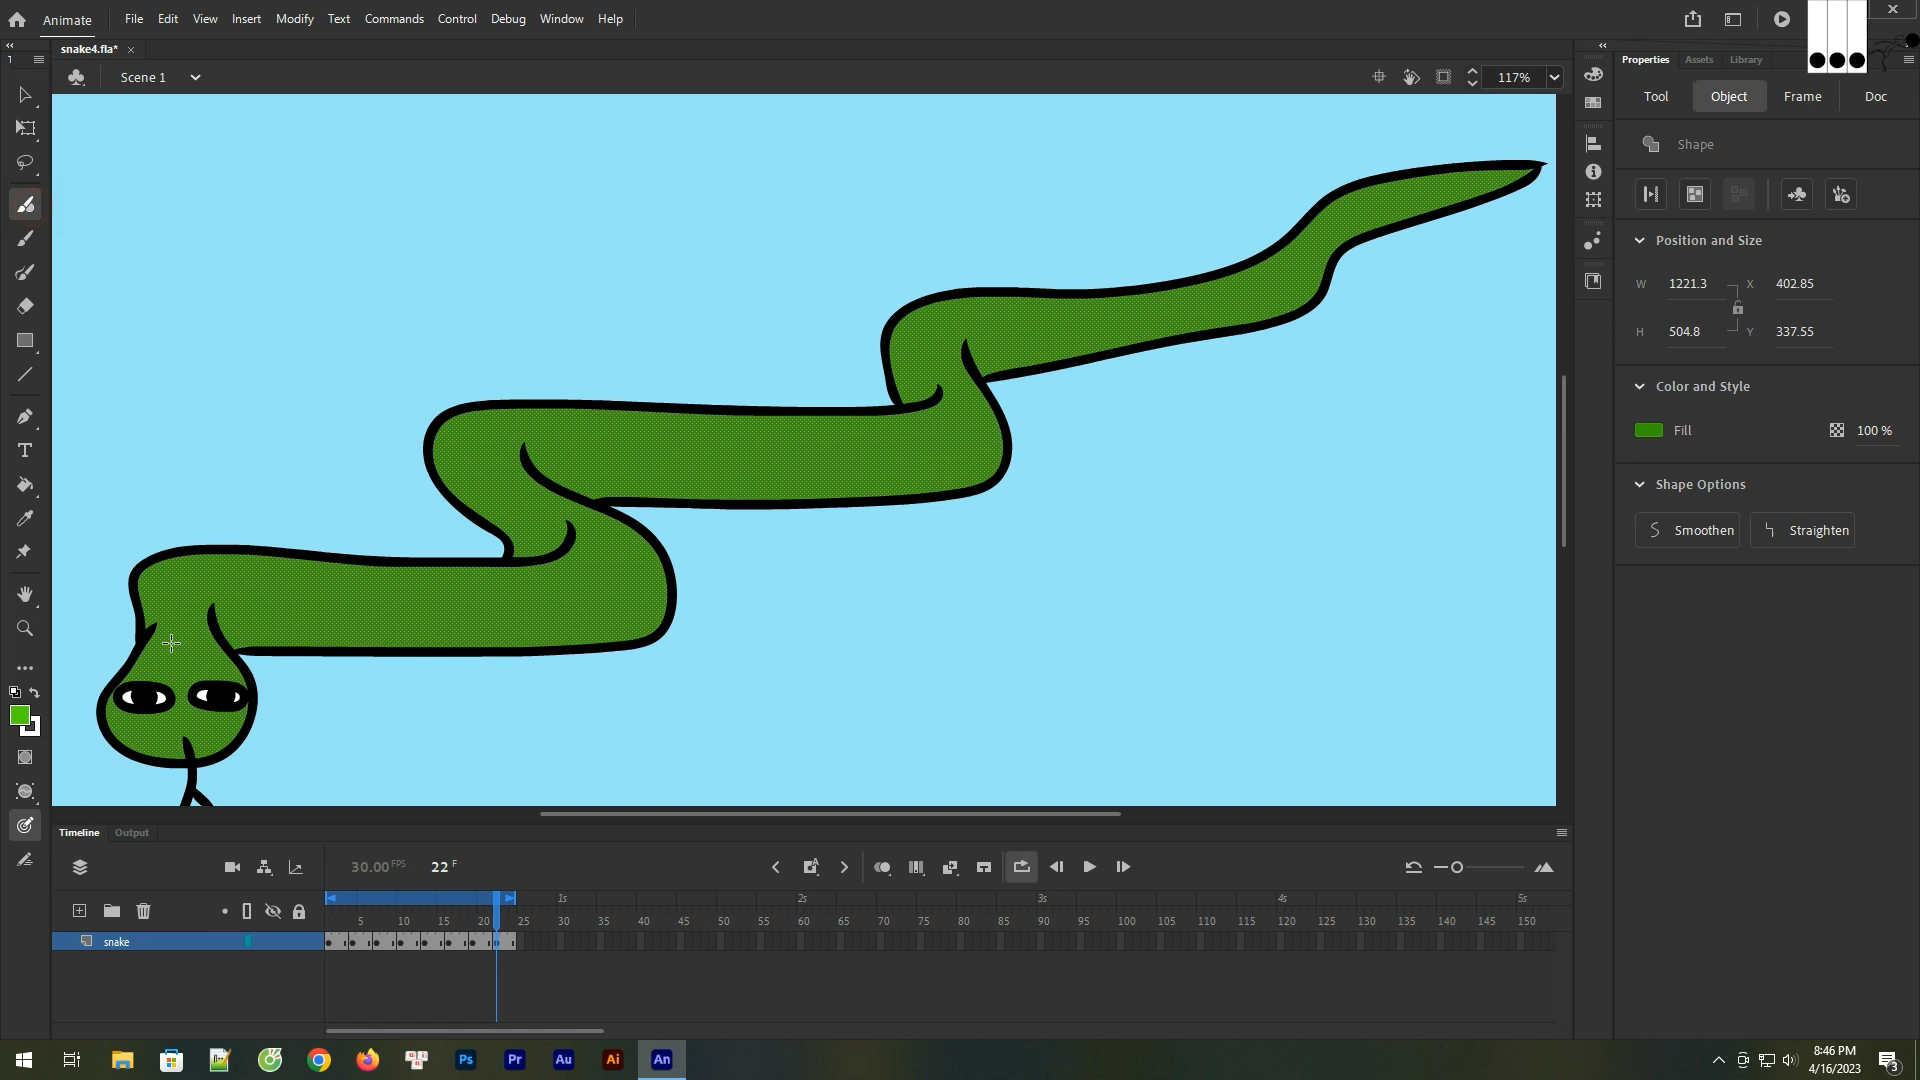 Animate File Edit View Insert Modify Text Commands Control Debug Window Help
snake4.fla*
Properties Assets Library
Scene 1
117%
Tool Object Frame Doc
Shape
Position and Size
W 1221.3 X 402.85
H 504.8 Y 337.55
Color and Style
Fill 100 %
Shape Options
Smoothen Straighten
Timeline Output
30.00 FPS 22 F
1s 2s 3s 4s 5s
5 10 15 20 25 30 35 40 45 50 55 60 65 70 75 80 85 90 95 100 105 110 115 120 125 130 135 140 145 150
snake
Ps Pr Au Ai An
8:46 PM
4/16/2023
3